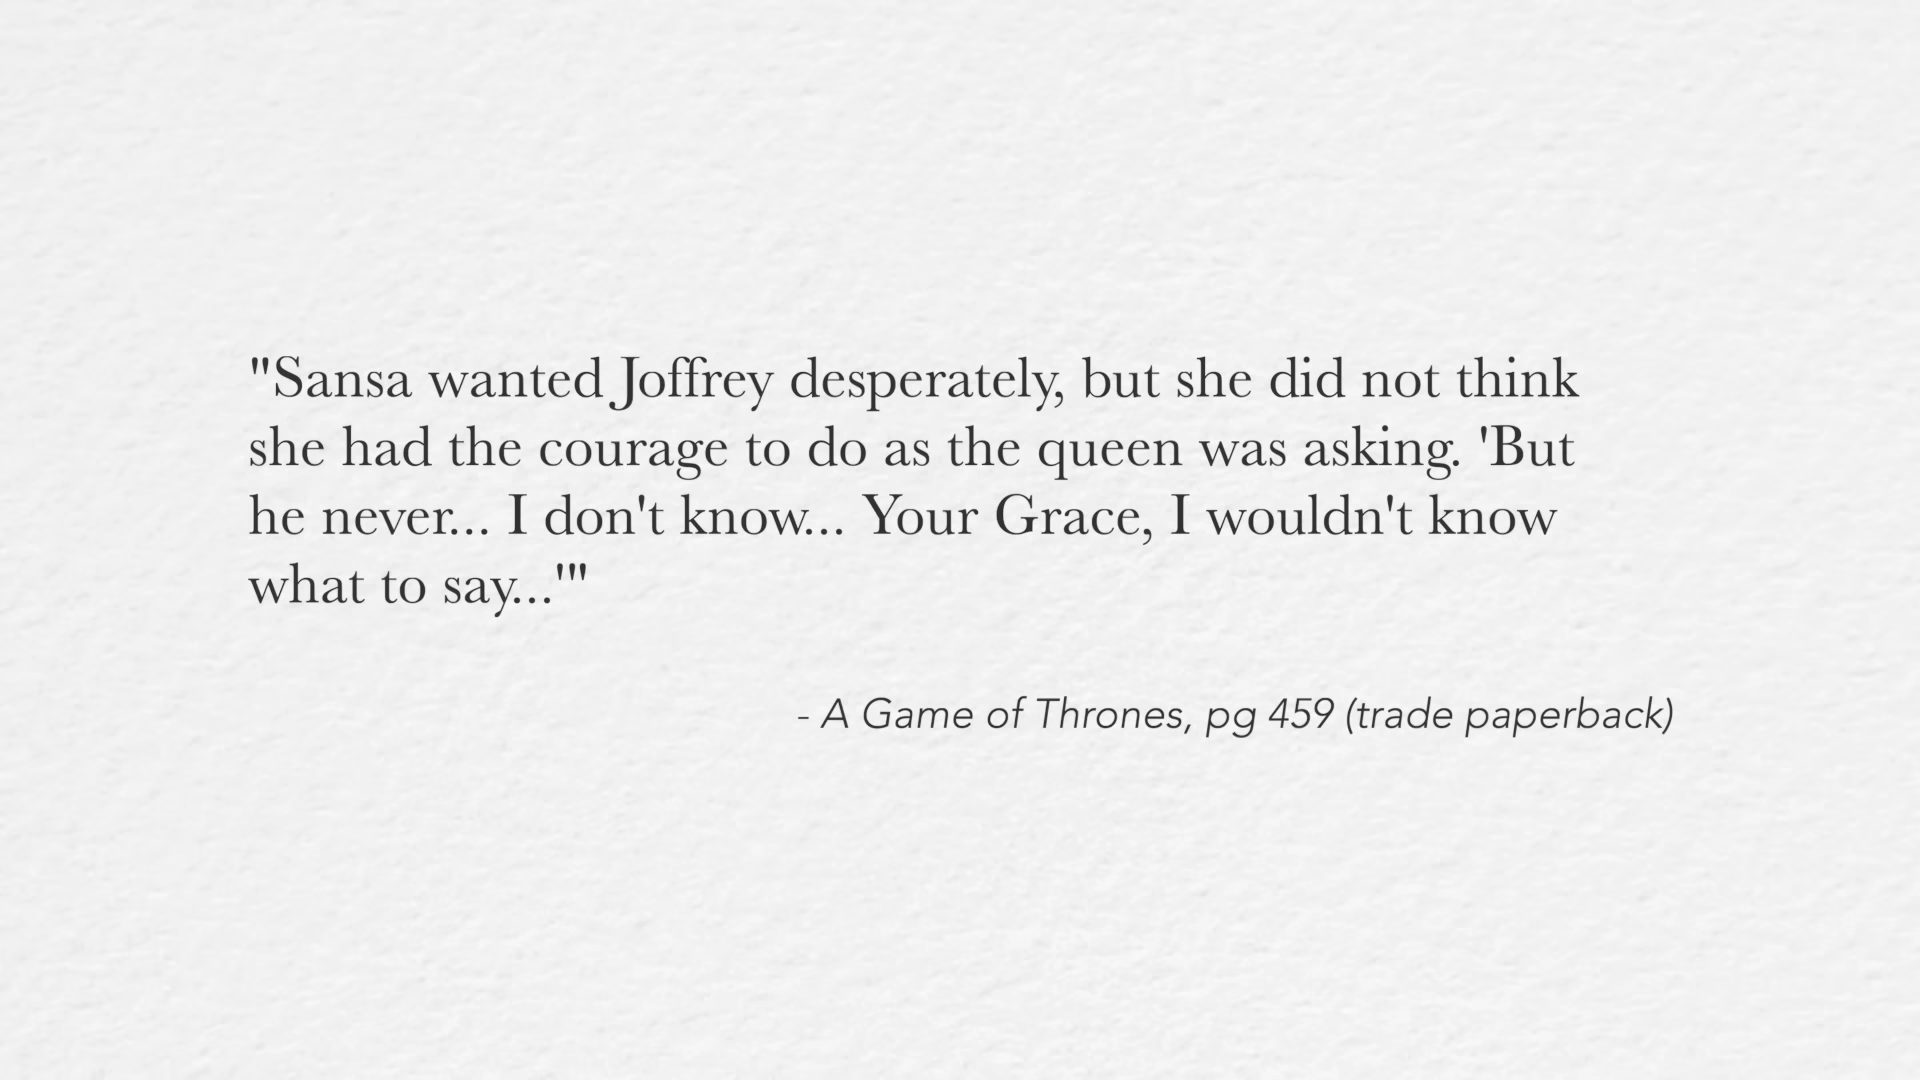 "Sansa wanted Joffrey desperately, but she did not think
she had the courage to do as the queen was asking. 'But
he never... I don't know... Your Grace, I wouldn't know
what to say...'"
- A Game of Thrones, pg 459 (trade paperback)